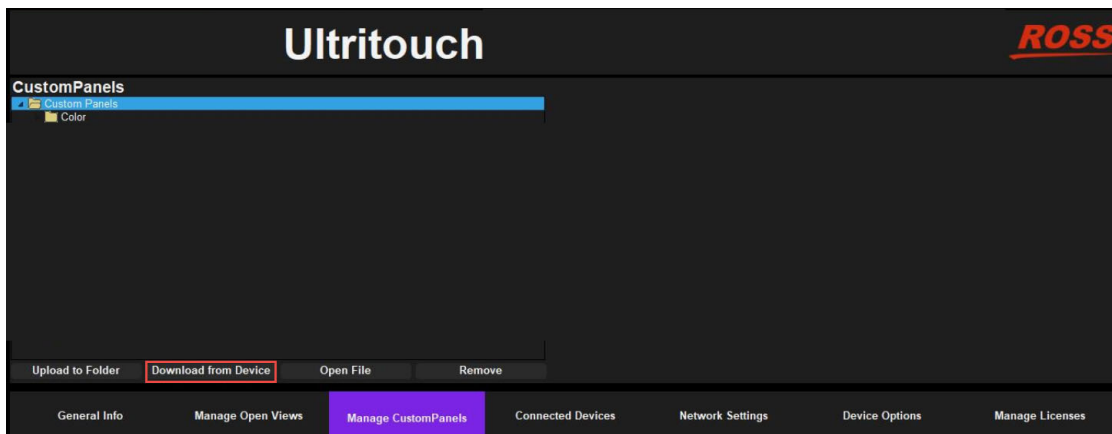 Ultritouch
ROSS
CustomPanels
Custom Panels
Color
Upload to Folder Download from Device Open File Remove
General Info Manage Open Views Manage CustomPanels Connected Devices Network Settings Device Options Manage Licenses